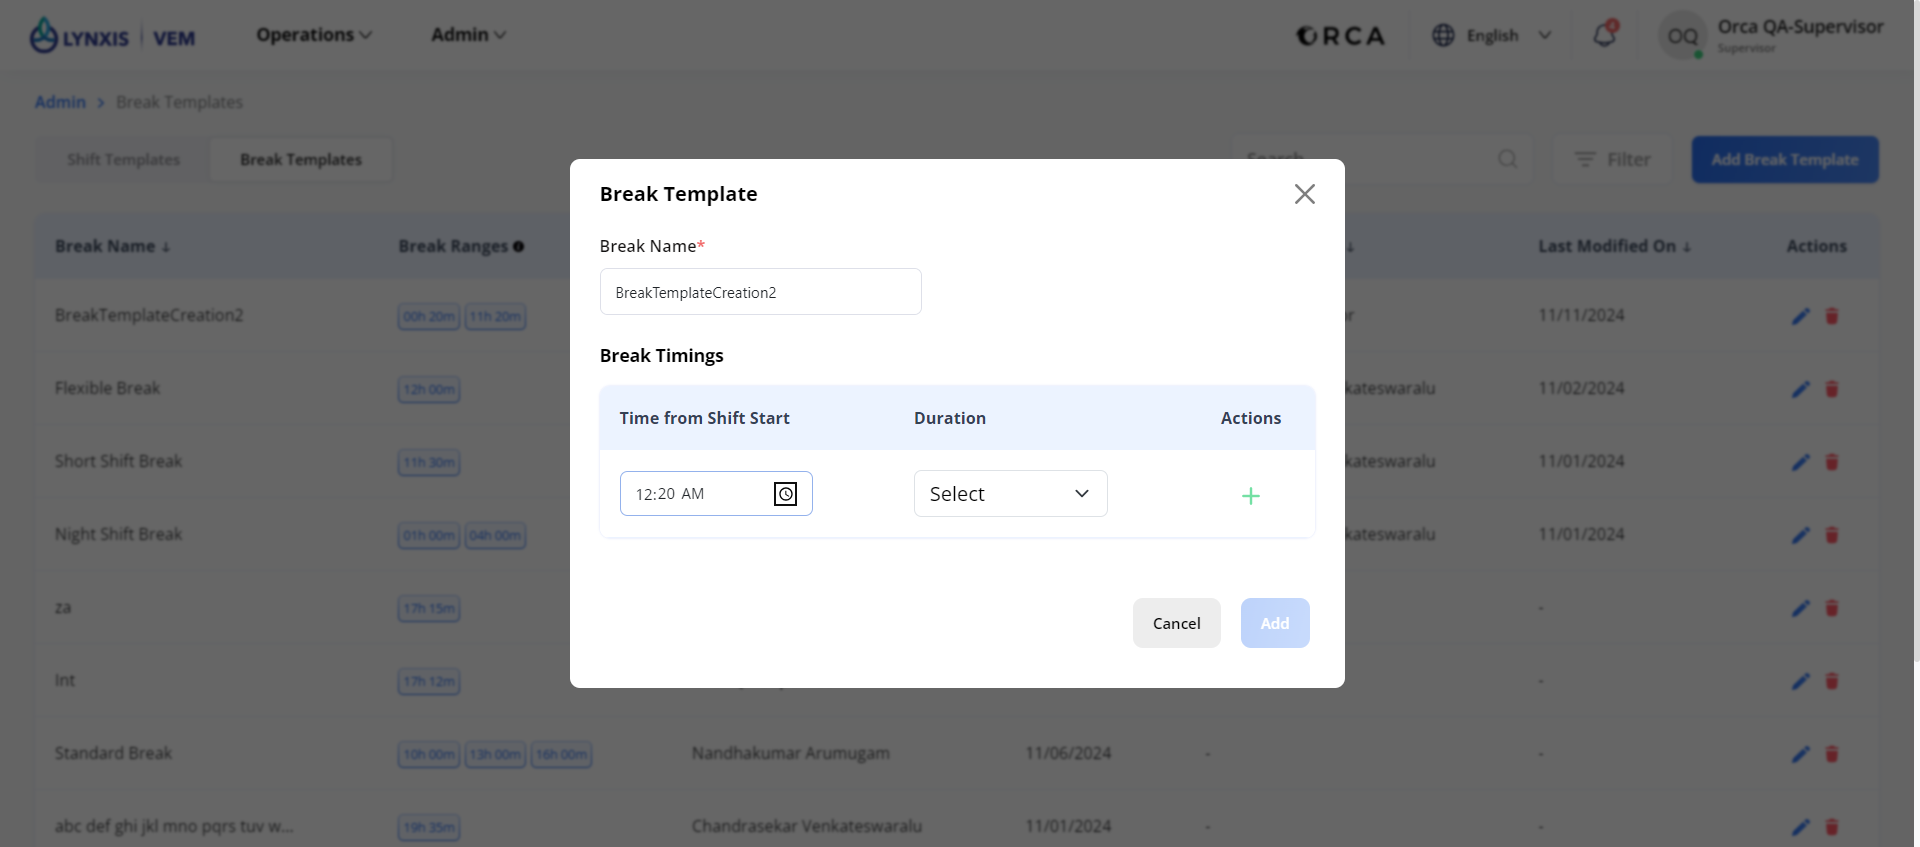 LYNXIS VEM
Operations
Admin
ORCA
English
4
OQ
Orca QA-Supervisor
Supervisor
Admin > Break Templates
Shift Templates
Break Templates
Search
Filter
Add Break Template
Break Name ↓
Break Ranges
↓
Last Modified On ↓
Actions
BreakTemplateCreation2
00h 20m
11h 20m
or
11/11/2024
Flexible Break
12h 00m
kateswaralu
11/02/2024
Short Shift Break
11h 30m
kateswaralu
11/01/2024
Night Shift Break
01h 00m
04h 00m
kateswaralu
11/01/2024
za
17h 15m
-
Int
17h 12m
-
Standard Break
10h 00m
13h 00m
16h 00m
Nandhakumar Arumugam
11/06/2024
-
-
abc def ghi jkl mno pqrs tuv w...
19h 35m
Chandrasekar Venkateswaralu
11/01/2024
-
-
Break Template
Break Name*
BreakTemplateCreation2
Break Timings
Time from Shift Start
Duration
Actions
12:20 AM
Select
Cancel
Add